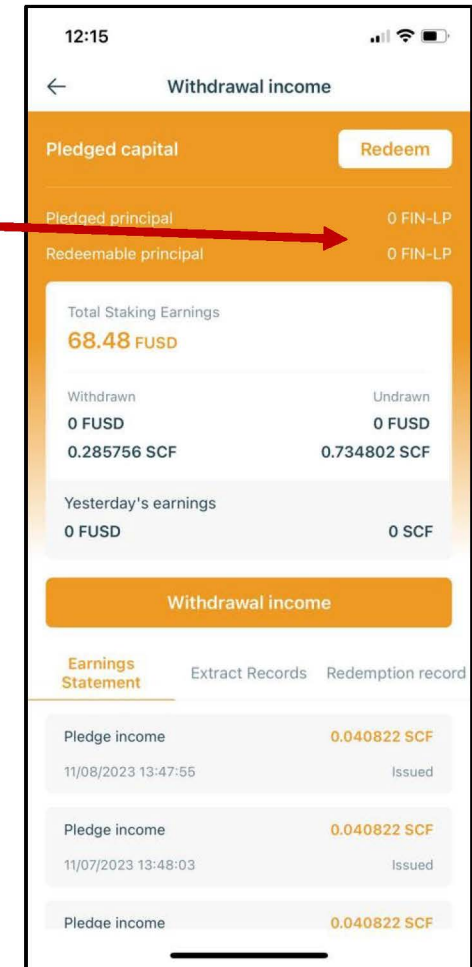 12:15
Withdrawal income
Pledged capital
Redeem
Pledged principal 0 FIN-LP
Redeemable principal 0 FIN-LP
Total Staking Earnings
68.48 FUSD
Withdrawn Undrawn
0 FUSD 0 FUSD
0.285756 SCF 0.734802 SCF
Yesterday's earnings
0 FUSD 0 SCF
Withdrawal income
Earnings Statement
Extract Records
Redemption record
Pledge income 0.040822 SCF
11/08/2023 13:47:55 Issued
Pledge income 0.040822 SCF
11/07/2023 13:48:03 Issued
Pledge income 0.040822 SCF